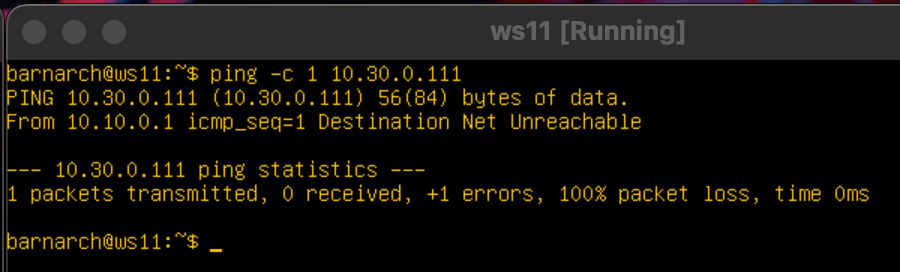 ws11 [Running]
barnarch@ws11:~$ ping -c 1 10.30.0.111
PING 10.30.0.111 (10.30.0.111) 56(84) bytes of data.
From 10.10.0.1 icmp_seq=1 Destination Net Unreachable
--- 10.30.0.111 ping statistics ---
1 packets transmitted, 0 received, +1 errors, 100% packet loss, time 0ms
barnarch@ws11:~$ _